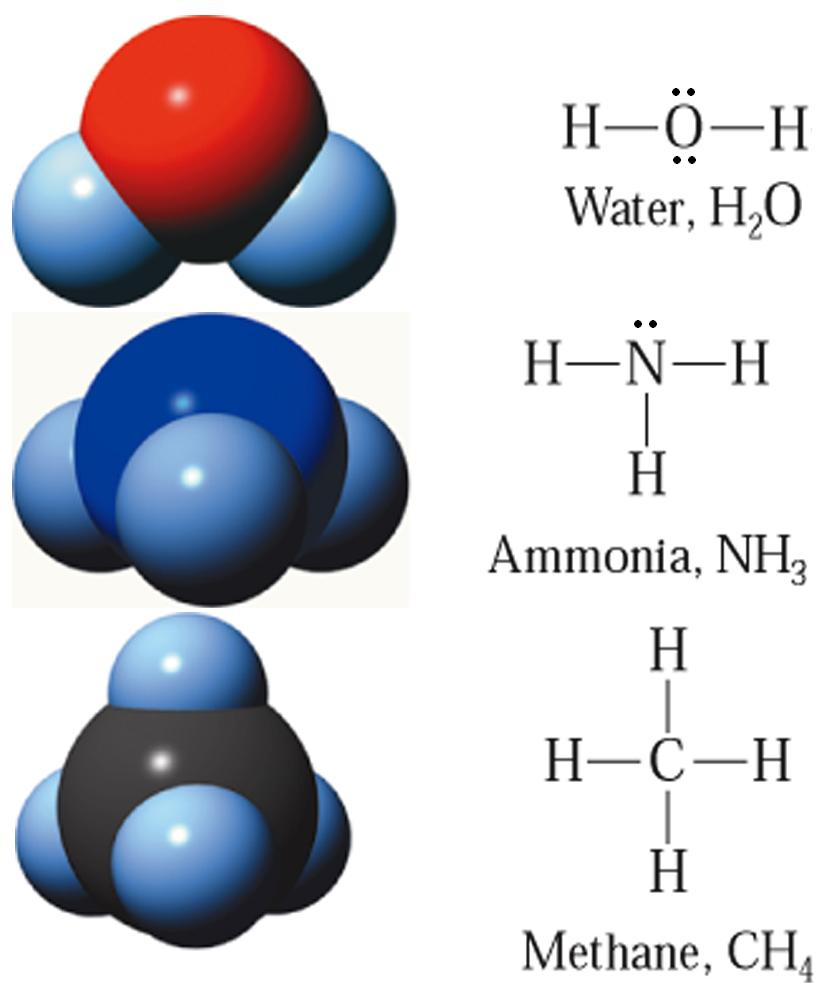 H—O—H
Water, H₂O
H—N—H
H
Ammonia, NH₃
H
H—C—H
H
Methane, CH₄